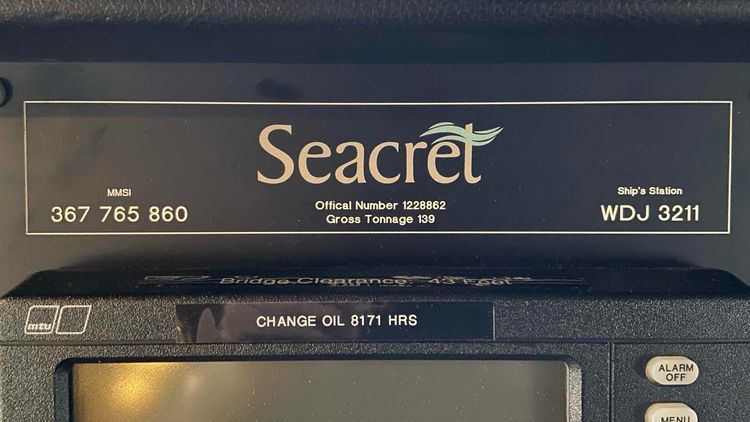 Seacret
MMSI
367 765 860
Offical Number 1228862
Gross Tonnage 139
Ship's Station
WDJ 3211
Bridge Clearance: 43 Feet
mtu
CHANGE OIL 8171 HRS
ALARM
OFF
MENU